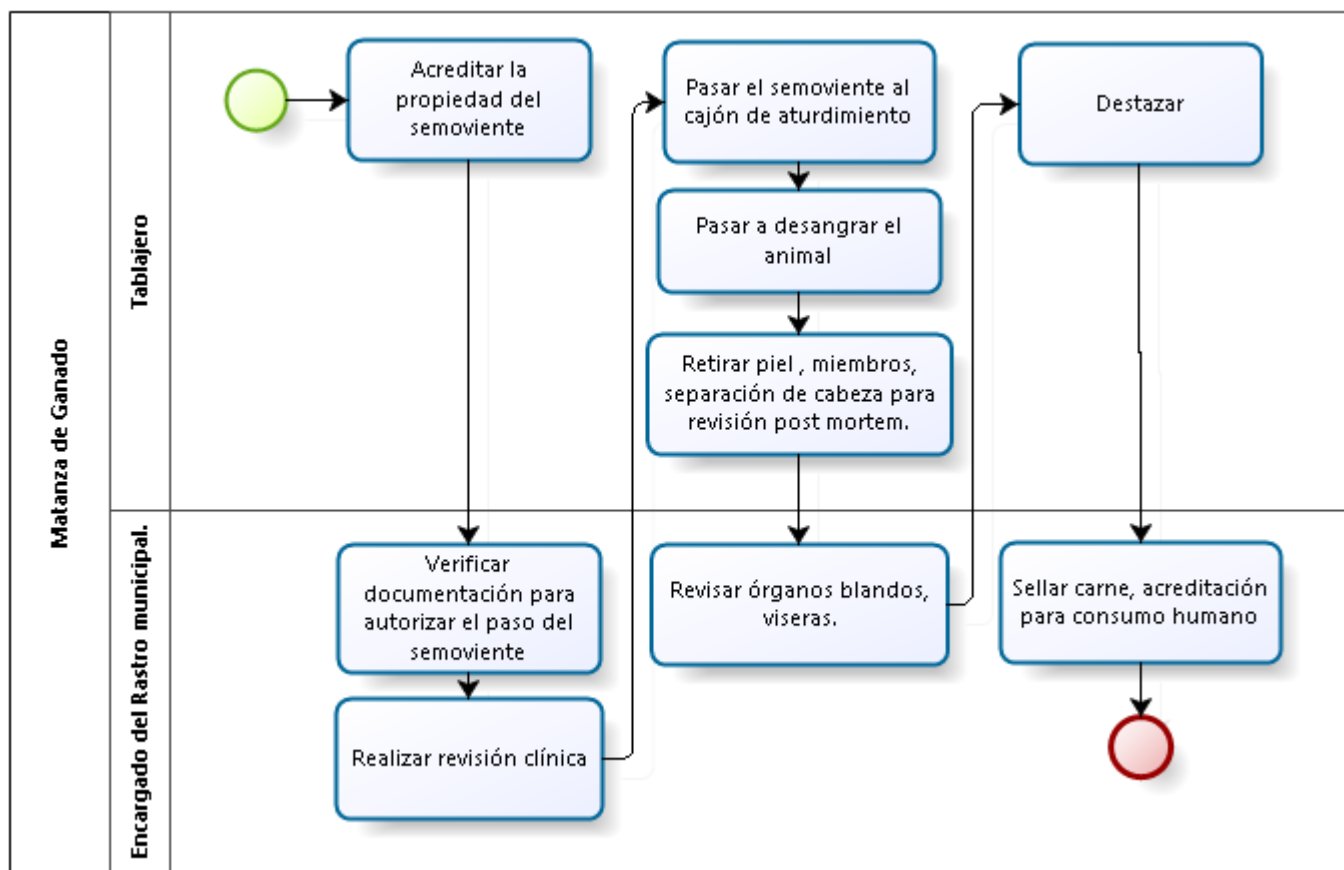 Matanza de Ganado
Tablajero
Acreditar la
propiedad del
semoviente
Pasar el semoviente al
cajón de aturdimiento
Destazar
Pasar a desangrar el
animal
Retirar piel , miembros,
separación de cabeza para
revisión post mortem.
Encargado del Rastro municipal.
Verificar
documentación para
autorizar el paso del
semoviente
Revisar órganos blandos,
viseras.
Sellar carne, acreditación
para consumo humano
Realizar revisión clínica